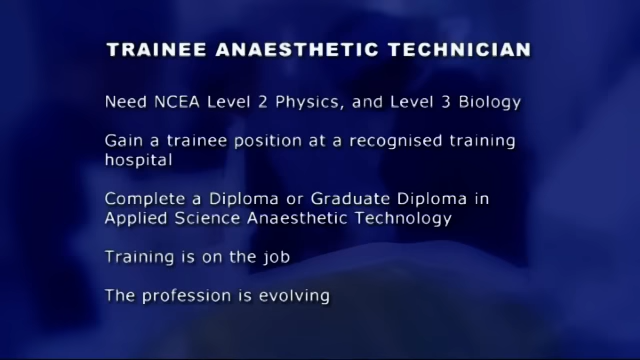 TRAINEE ANAESTHETIC TECHNICIAN
Need NCEA Level 2 Physics, and Level 3 Biology
Gain a trainee position at a recognised training
hospital
Complete a Diploma or Graduate Diploma in
Applied Science Anaesthetic Technology
Training is on the job
The profession is evolving